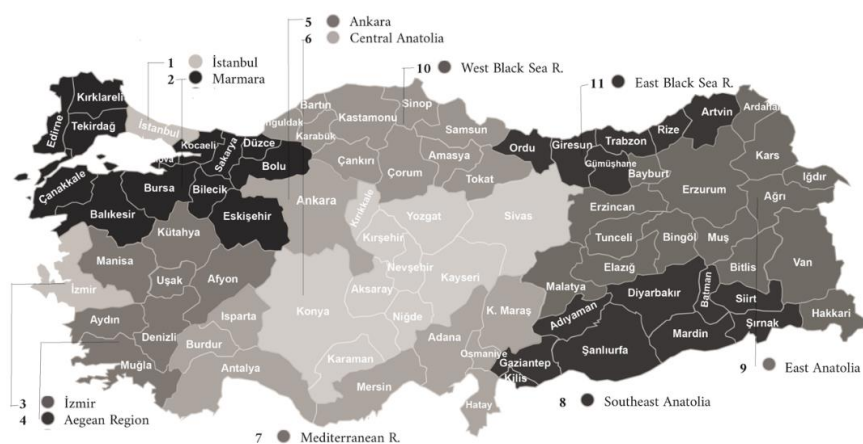 5 Ankara
6 Central Anatolia
1 İstanbul
2 Marmara
10 West Black Sea R.
11 East Black Sea R.
Kırklareli
Edirne
Tekirdağ
İstanbul
Kocaeli
Sakarya
Düzce
Bolu
Çanakkale
Bursa
Bilecik
Balıkesir
Eskişehir
Bartın
Karabük
Kastamonu
Sinop
Samsun
Çankırı
Çorum
Amasya
Tokat
Ordu
Giresun
Trabzon
Rize
Artvin
Gümüşhane
Bayburt
Ardahan
Kars
Iğdır
Ağrı
Erzurum
Erzincan
Ankara
Kırıkkale
Yozgat
Sivas
Kırşehir
Nevşehir
Kayseri
Aksaray
Konya
Niğde
Karaman
Kütahya
Manisa
Uşak
Afyon
İzmir
Aydın
Denizli
Muğla
Isparta
Burdur
Antalya
Mersin
Adana
Osmaniye
K. Maraş
Hatay
Gaziantep
Kilis
Tunceli
Bingöl
Muş
Elazığ
Bitlis
Van
Malatya
Hakkari
Diyarbakır
Batman
Siirt
Şırnak
Adıyaman
Şanlıurfa
Mardin
3 İzmir
4 Aegean Region
7 Mediterranean R.
8 Southeast Anatolia
9 East Anatolia